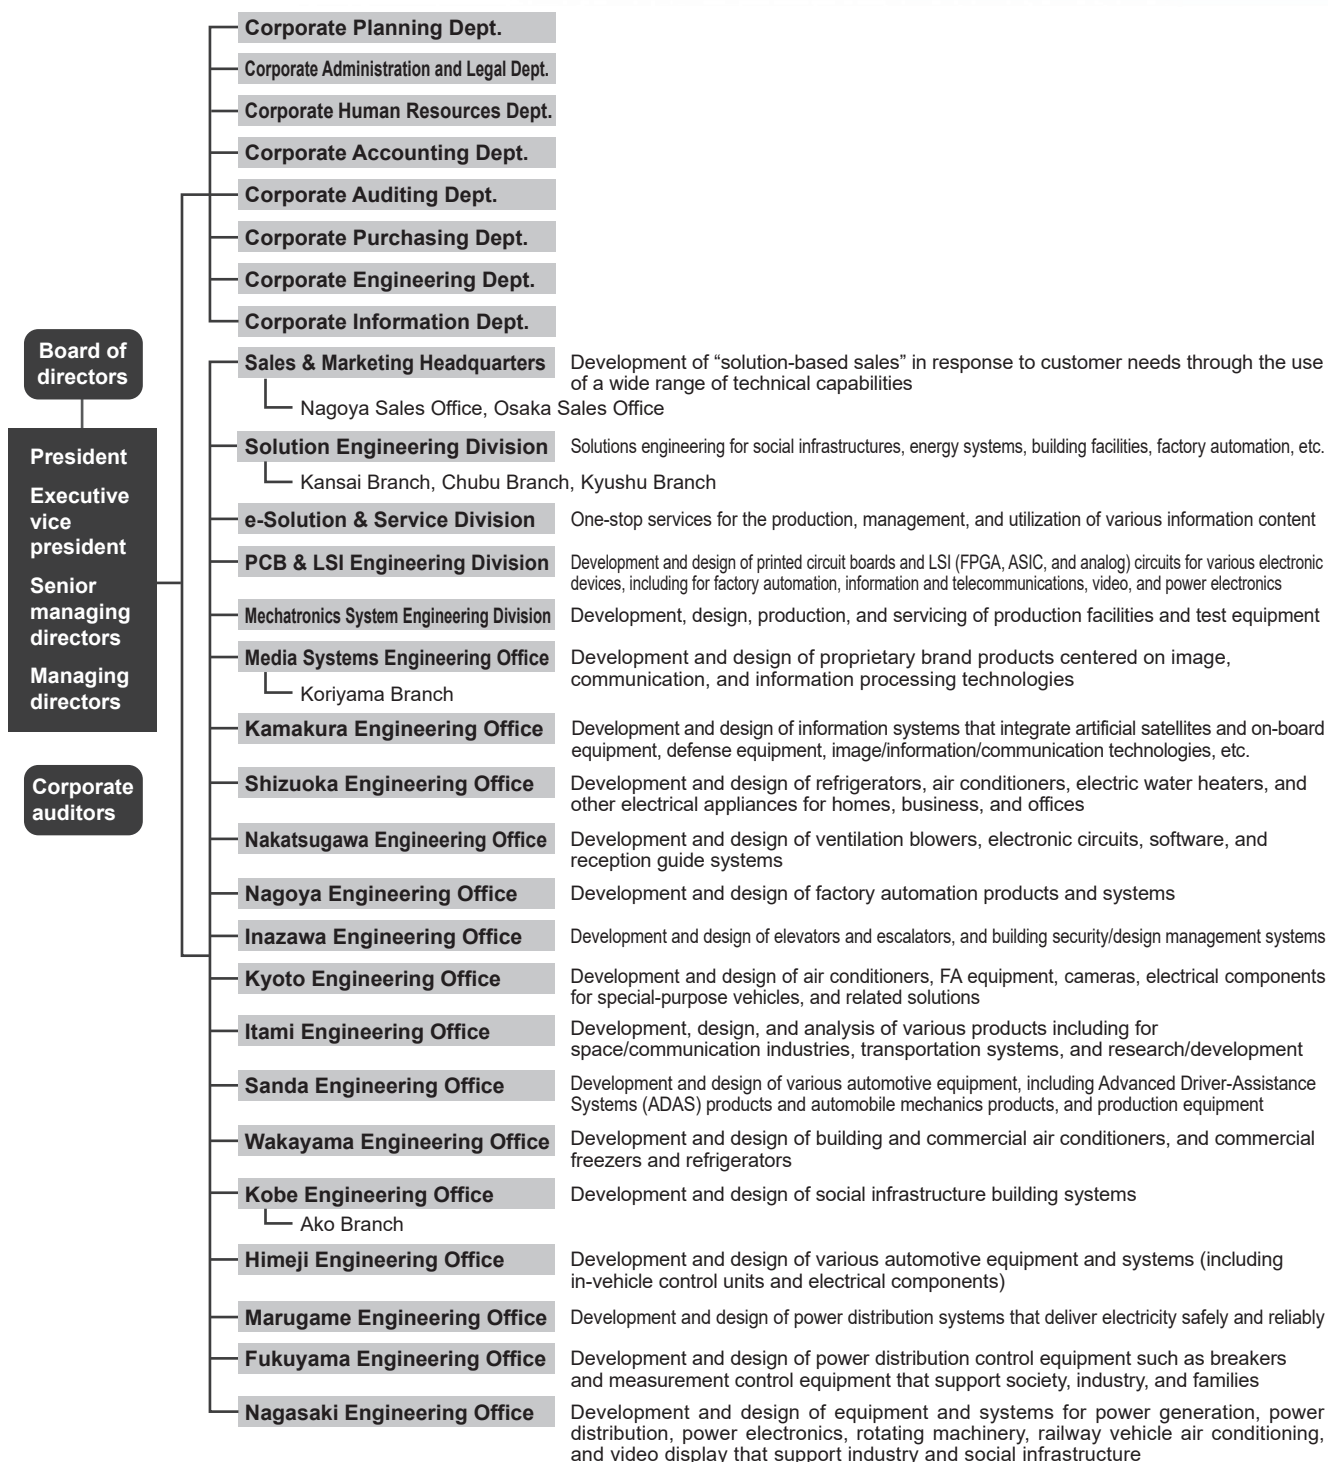 Corporate Planning Dept.
Corporate Administration and Legal Dept.
Corporate Human Resources Dept.
Corporate Accounting Dept.
Corporate Auditing Dept.
Corporate Purchasing Dept.
Corporate Engineering Dept.
Corporate Information Dept.
Board of
directors
President
Executive
vice
president
Senior
managing
directors
Managing
directors
Corporate
auditors
Sales & Marketing Headquarters
Development of “solution-based sales” in response to customer needs through the use
of a wide range of technical capabilities
Nagoya Sales Office, Osaka Sales Office
Solution Engineering Division
Solutions engineering for social infrastructures, energy systems, building facilities, factory automation, etc.
Kansai Branch, Chubu Branch, Kyushu Branch
e-Solution & Service Division
One-stop services for the production, management, and utilization of various information content
PCB & LSI Engineering Division
Development and design of printed circuit boards and LSI (FPGA, ASIC, and analog) circuits for various electronic
devices, including for factory automation, information and telecommunications, video, and power electronics
Mechatronics System Engineering Division
Development, design, production, and servicing of production facilities and test equipment
Media Systems Engineering Office
Development and design of proprietary brand products centered on image,
communication, and information processing technologies
Koriyama Branch
Kamakura Engineering Office
Development and design of information systems that integrate artificial satellites and on-board
equipment, defense equipment, image/information/communication technologies, etc.
Shizuoka Engineering Office
Development and design of refrigerators, air conditioners, electric water heaters, and
other electrical appliances for homes, business, and offices
Nakatsugawa Engineering Office
Development and design of ventilation blowers, electronic circuits, software, and
reception guide systems
Nagoya Engineering Office
Development and design of factory automation products and systems
Inazawa Engineering Office
Development and design of elevators and escalators, and building security/design management systems
Kyoto Engineering Office
Development and design of air conditioners, FA equipment, cameras, electrical components
for special-purpose vehicles, and related solutions
Itami Engineering Office
Development, design, and analysis of various products including for
space/communication industries, transportation systems, and research/development
Sanda Engineering Office
Development and design of various automotive equipment, including Advanced Driver-Assistance
Systems (ADAS) products and automobile mechanics products, and production equipment
Wakayama Engineering Office
Development and design of building and commercial air conditioners, and commercial
freezers and refrigerators
Kobe Engineering Office
Development and design of social infrastructure building systems
Ako Branch
Himeji Engineering Office
Development and design of various automotive equipment and systems (including
in-vehicle control units and electrical components)
Marugame Engineering Office
Development and design of power distribution systems that deliver electricity safely and reliably
Fukuyama Engineering Office
Development and design of power distribution control equipment such as breakers
and measurement control equipment that support society, industry, and families
Nagasaki Engineering Office
Development and design of equipment and systems for power generation, power
distribution, power electronics, rotating machinery, railway vehicle air conditioning,
and video display that support industry and social infrastructure